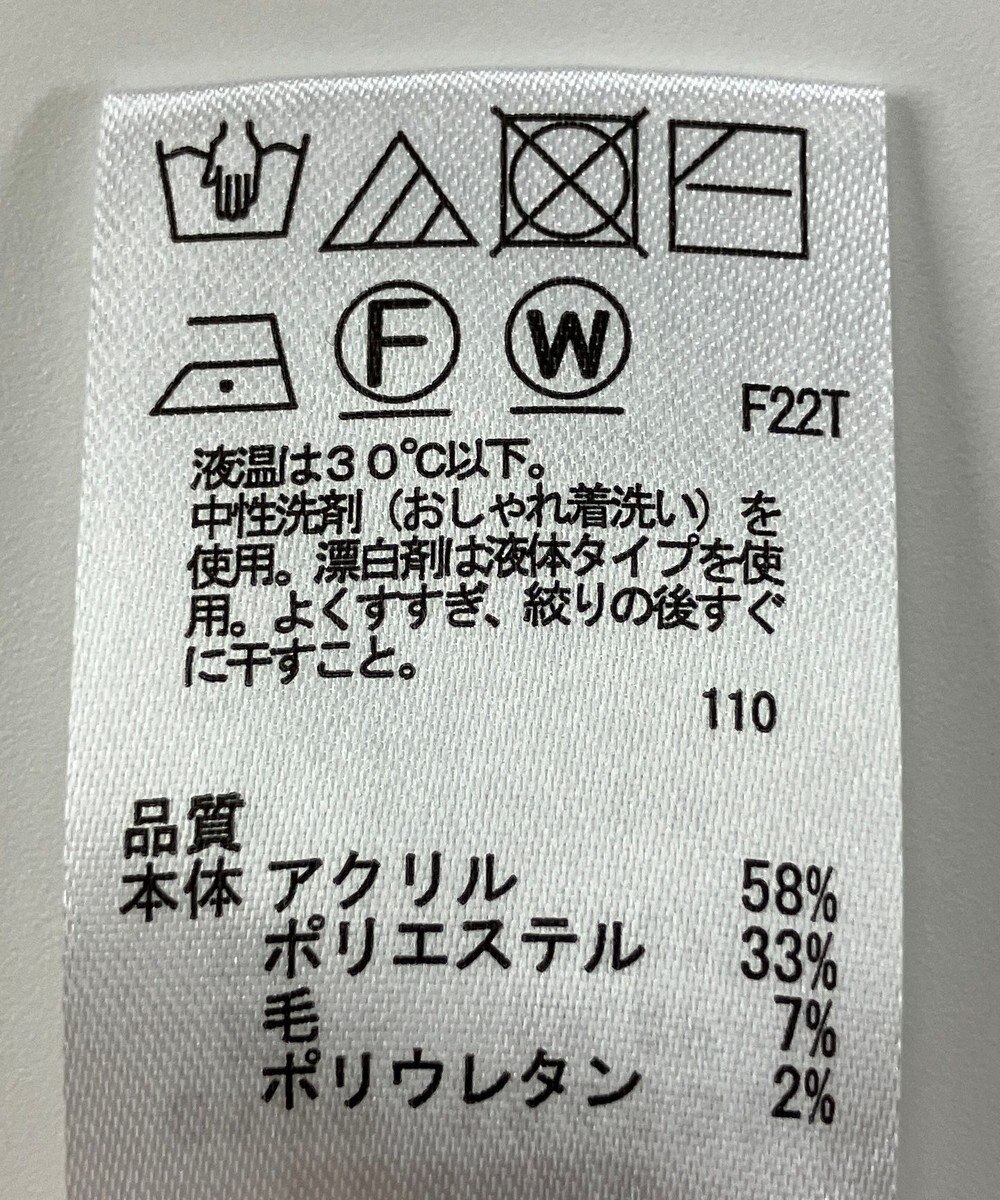 F
W
F22T
液温は30℃以下。
中性洗剤（おしゃれ着洗い）を
使用。漂白剤は液体タイプを使
用。よくすすぎ、絞りの後すぐ
に干すこと。
110
品質
本体 アクリル 58%
ポリエステル 33%
毛 7%
ポリウレタン 2%